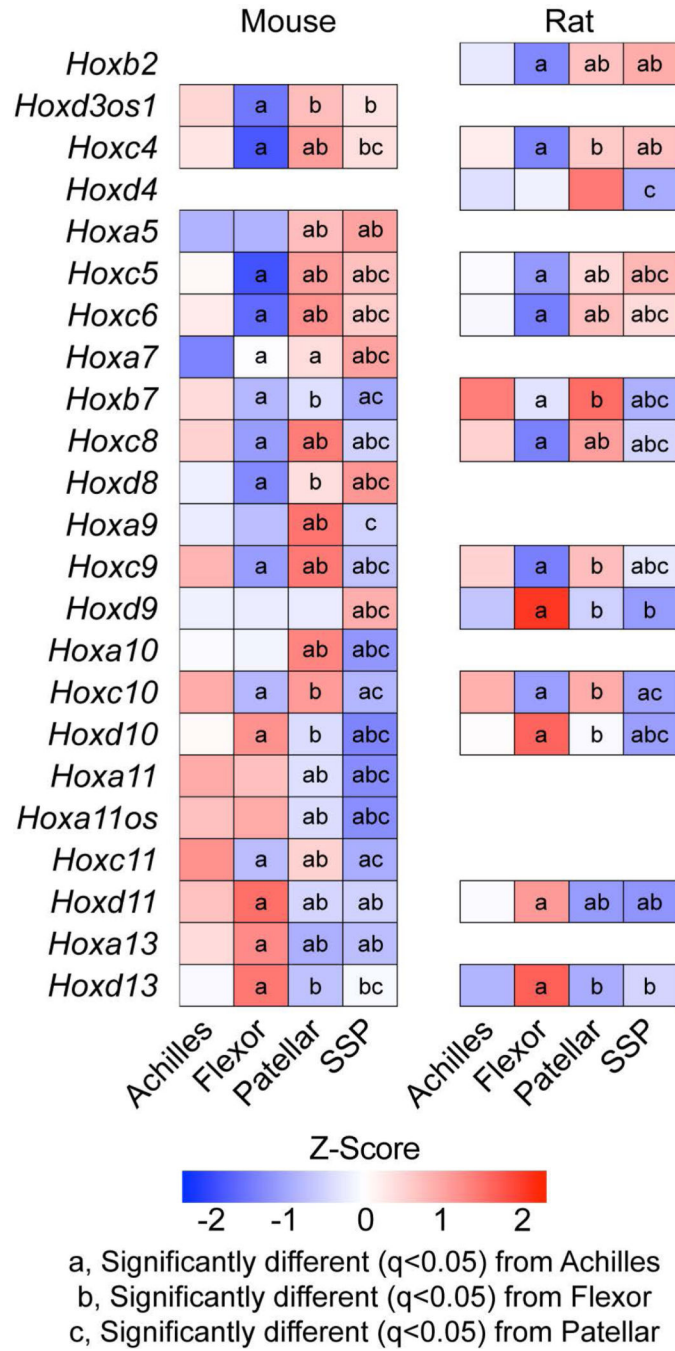 Mouse Rat
Hoxb2 a ab ab
Hoxd3os1 a b b
Hoxc4 a ab bc a b ab
Hoxd4 c
Hoxa5 ab ab
Hoxc5 a ab abc a ab abc
Hoxc6 a ab abc a ab abc
Hoxa7 a a abc
Hoxb7 a b ac a b abc
Hoxc8 a ab abc a ab abc
Hoxd8 a b abc
Hoxa9 ab c
Hoxc9 a ab abc a b abc
Hoxd9 abc a b b
Hoxa10 ab abc
Hoxc10 a b ac a b ac
Hoxd10 a b abc a b abc
Hoxa11 ab abc
Hoxa11os ab abc
Hoxc11 a ab ac
Hoxd11 a ab ab a ab ab
Hoxa13 a ab ab
Hoxd13 a b bc a b b
Achilles Flexor Patellar SSP Achilles Flexor Patellar SSP
Z-Score
-2 -1 0 1 2
a, Significantly different (q<0.05) from Achilles
b, Significantly different (q<0.05) from Flexor
c, Significantly different (q<0.05) from Patellar